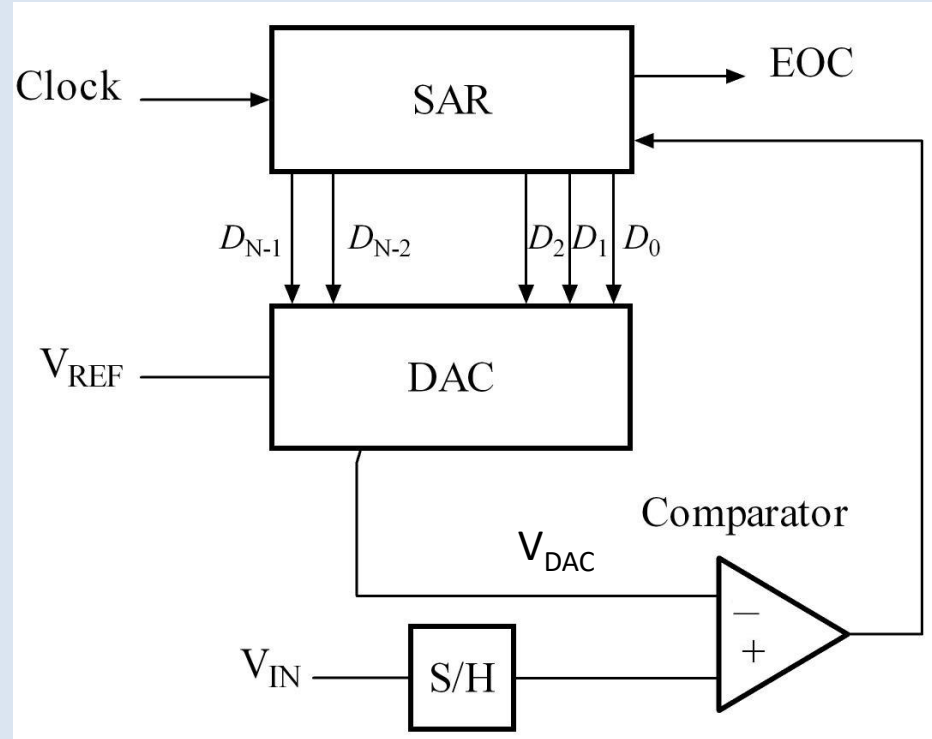 EOC
Clock
SAR
D_N-1 D_N-2 D_2 D_1 D_0
V_REF
DAC
Comparator
V_DAC
−
+
V_IN
S/H